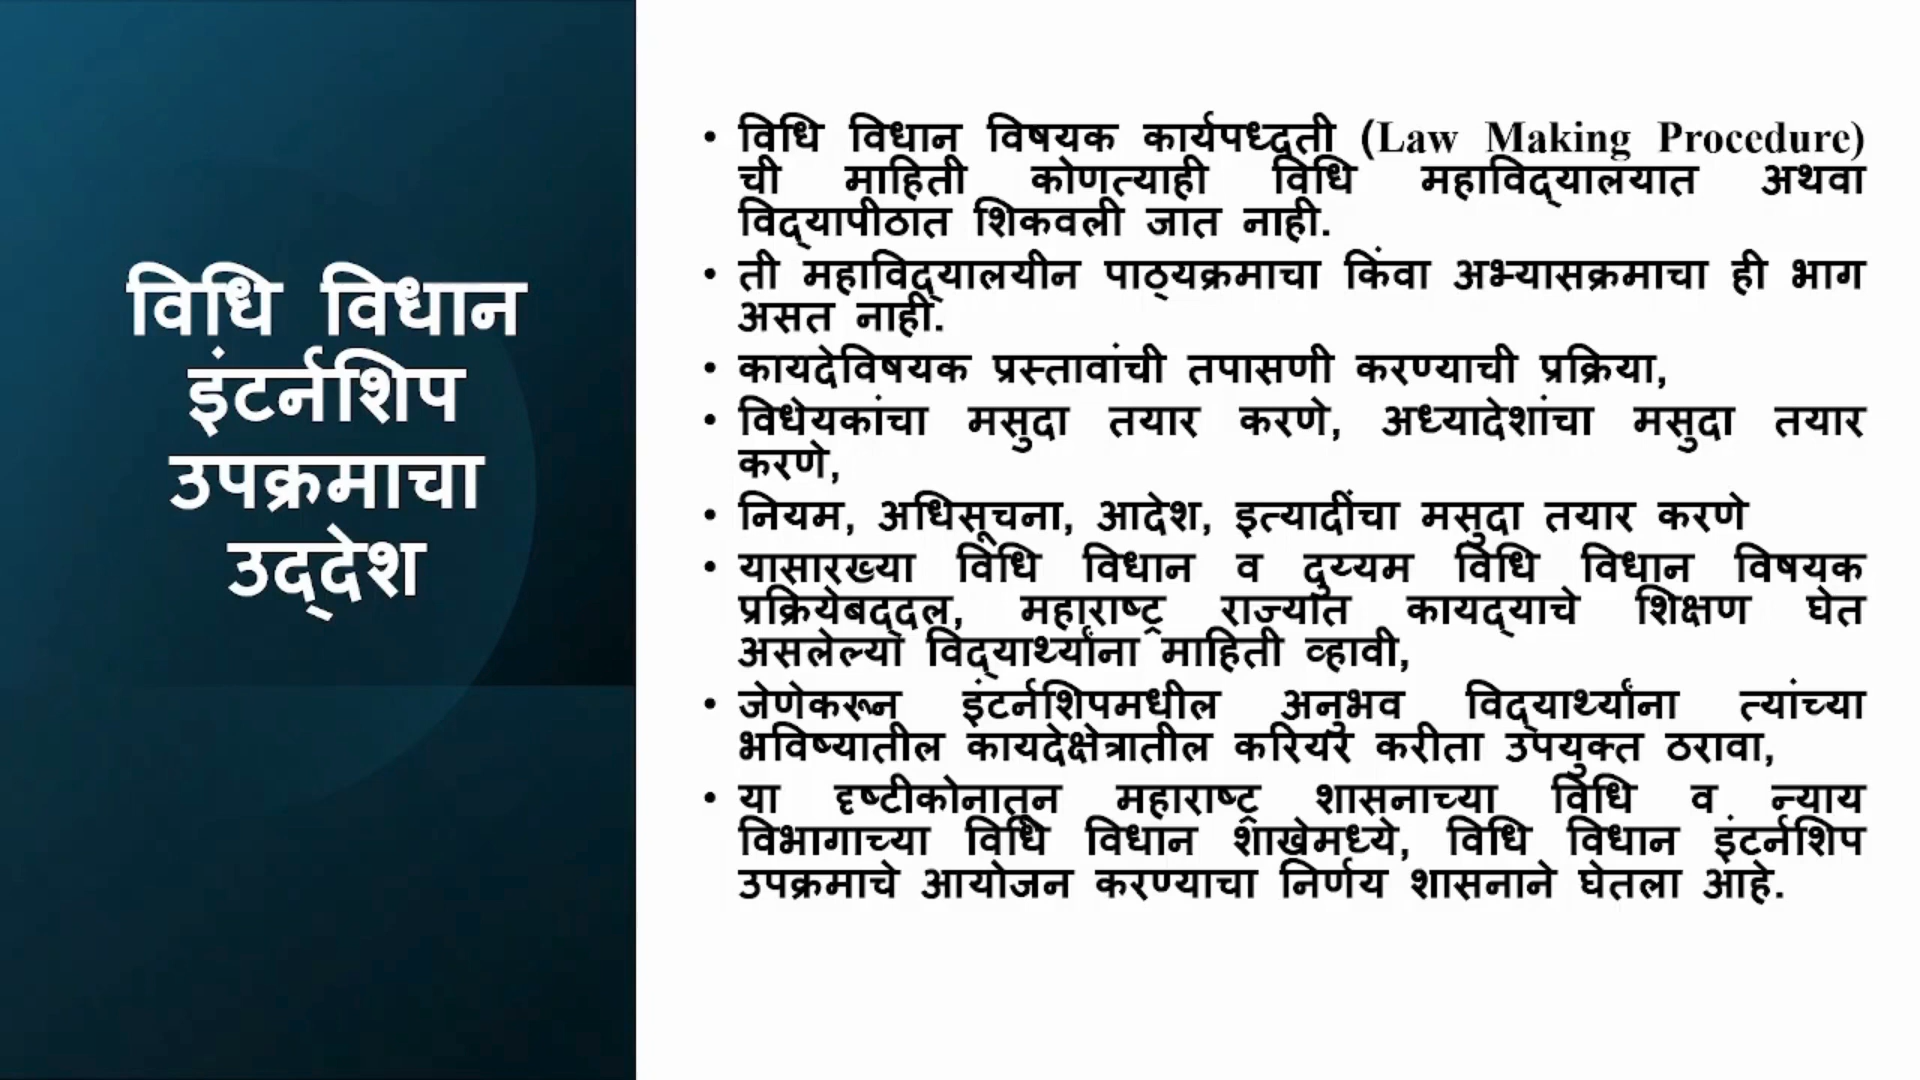 विधि विधान
इंटर्नशिप
उपक्रमाचा
उद्देश
• विधि विधान विषयक कार्यपध्दती (Law Making Procedure)
ची माहिती कोणत्याही विधि महाविद्यालयात अथवा
विद्यापीठात शिकवली जात नाही.
• ती महाविद्यालयीन पाठ्यक्रमाचा किंवा अभ्यासक्रमाचा ही भाग
असत नाही.
• कायदेविषयक प्रस्तावांची तपासणी करण्याची प्रक्रिया,
• विधेयकांचा मसुदा तयार करणे, अध्यादेशांचा मसुदा तयार
करणे,
• नियम, अधिसूचना, आदेश, इत्यादींचा मसुदा तयार करणे
• यासारख्या विधि विधान व दुय्यम विधि विधान विषयक
प्रक्रियेबद्दल, महाराष्ट्र राज्यात कायद्याचे शिक्षण घेत
असलेल्या विद्यार्थ्यांना माहिती व्हावी,
• जेणेकरून इंटर्नशिपमधील अनुभव विद्यार्थ्यांना त्यांच्या
भविष्यातील कायदेक्षेत्रातील करियर करीता उपयुक्त ठरावा,
• या दृष्टीकोनातून महाराष्ट्र शासनाच्या विधि व न्याय
विभागाच्या विधि विधान शाखेमध्ये, विधि विधान इंटर्नशिप
उपक्रमाचे आयोजन करण्याचा निर्णय शासनाने घेतला आहे.